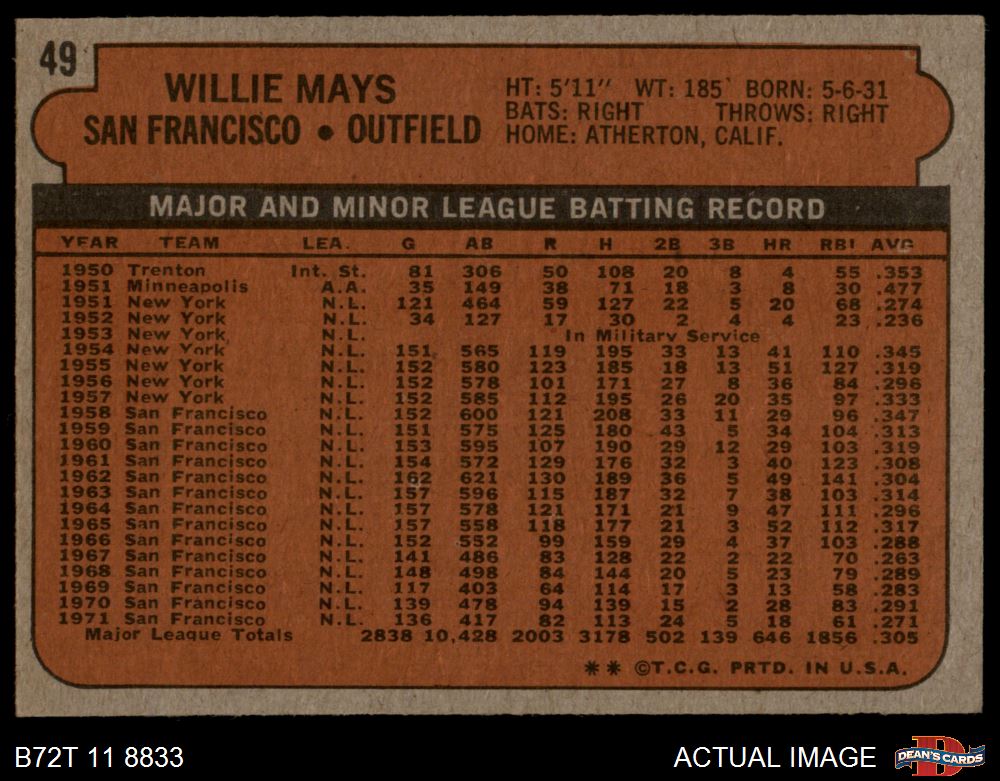 49
WILLIE MAYS
SAN FRANCISCO • OUTFIELD
HT: 5'11" WT: 185 BORN: 5-6-31
BATS: RIGHT THROWS: RIGHT
HOME: ATHERTON, CALIF.
MAJOR AND MINOR LEAGUE BATTING RECORD
YEAR TEAM LEA. G AB R H 2B 3B HR RBI AVG
1950 Trenton Int. St. 81 306 50 108 20 8 4 55 .353
1951 Minneapolis A.A. 35 149 38 71 18 3 8 30 .477
1951 New York N.L. 121 464 59 127 22 5 20 68 .274
1952 New York N.L. 34 127 17 30 2 4 4 23 .236
1953 New York N.L. In Military Service
1954 New York N.L. 151 565 119 195 33 13 41 110 .345
1955 New York N.L. 152 580 123 185 18 13 51 127 .319
1956 New York N.L. 152 578 101 171 27 8 36 84 .296
1957 New York N.L. 152 585 112 195 26 20 35 97 .333
1958 San Francisco N.L. 152 600 121 208 33 11 29 96 .347
1959 San Francisco N.L. 151 575 125 180 43 5 34 104 .313
1960 San Francisco N.L. 153 595 107 190 29 12 29 103 .319
1961 San Francisco N.L. 154 572 129 176 32 3 40 123 .308
1962 San Francisco N.L. 162 621 130 189 36 5 49 141 .304
1963 San Francisco N.L. 157 596 115 187 32 7 38 103 .314
1964 San Francisco N.L. 157 578 121 171 21 9 47 111 .296
1965 San Francisco N.L. 157 558 118 177 21 3 52 112 .317
1966 San Francisco N.L. 152 552 99 159 29 4 37 103 .288
1967 San Francisco N.L. 141 486 83 128 22 2 22 70 .263
1968 San Francisco N.L. 148 498 84 144 20 5 23 79 .289
1969 San Francisco N.L. 117 403 64 114 17 3 13 58 .283
1970 San Francisco N.L. 139 478 94 139 15 2 28 83 .291
1971 San Francisco N.L. 136 417 82 113 24 5 18 61 .271
Major League Totals 2838 10,428 2003 3178 502 139 646 1856 .305
** ©T.C.G. PRTD. IN U.S.A.
B72T 11 8833
ACTUAL IMAGE
D
DEAN'S CARDS